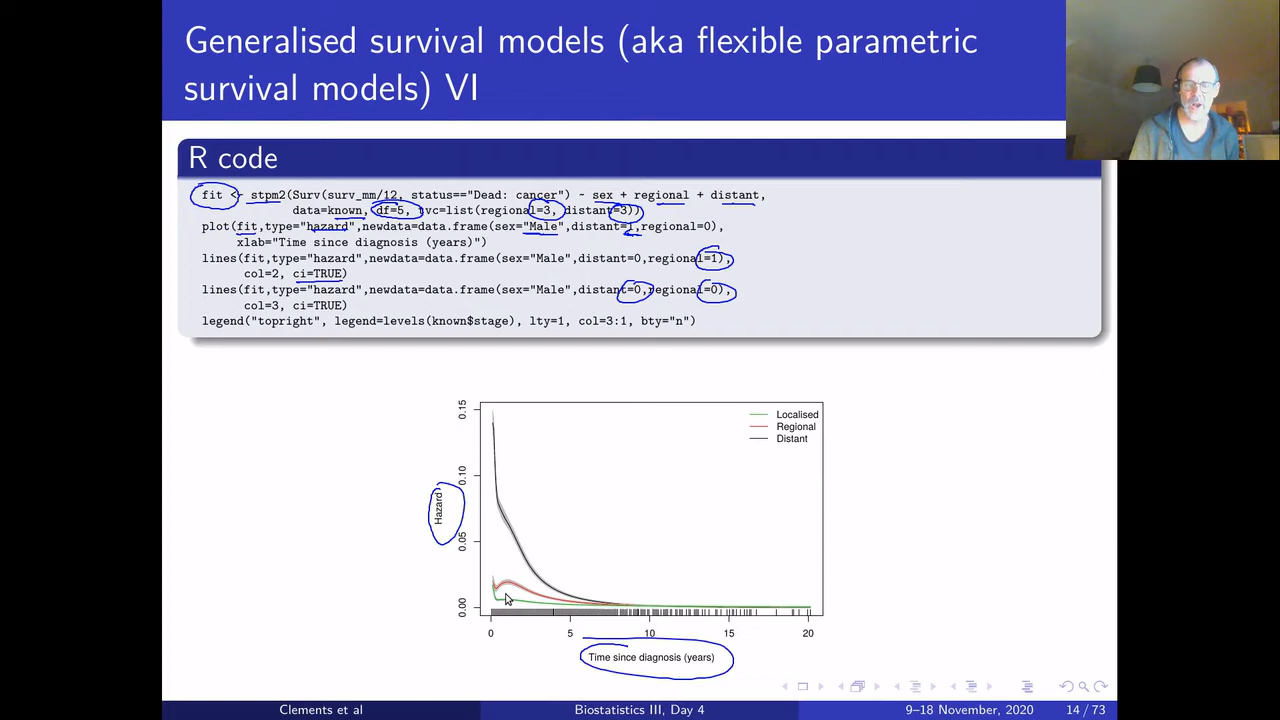 Generalised survival models (aka flexible parametric
survival models) VI
R code
fit <- stpm2(Surv(surv_mm/12, status=="Dead: cancer") ~ sex + regional + distant,
data=known, df=5, tvc=list(regional=3, distant=3))
plot(fit,type="hazard",newdata=data.frame(sex="Male",distant=1,regional=0),
xlab="Time since diagnosis (years)")
lines(fit,type="hazard",newdata=data.frame(sex="Male",distant=0,regional=1),
col=2, ci=TRUE)
lines(fit,type="hazard",newdata=data.frame(sex="Male",distant=0,regional=0),
col=3, ci=TRUE)
legend("topright", legend=levels(known$stage), lty=1, col=3:1, bty="n")
Localised
Regional
Distant
Hazard
0.15
0.10
0.05
0.00
0 5 10 15 20
Time since diagnosis (years)
Clements et al Biostatistics III, Day 4 9–18 November, 2020 14 / 73